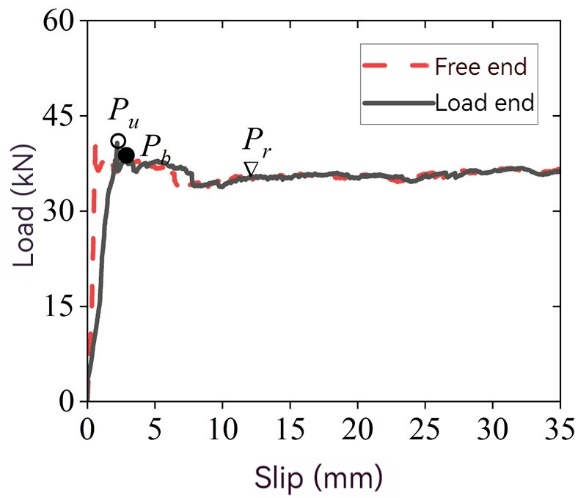 60
45
30
15
0
Load (kN)
Free end
Load end
P_u
P_b
P_r
0 5 10 15 20 25 30 35
Slip (mm)